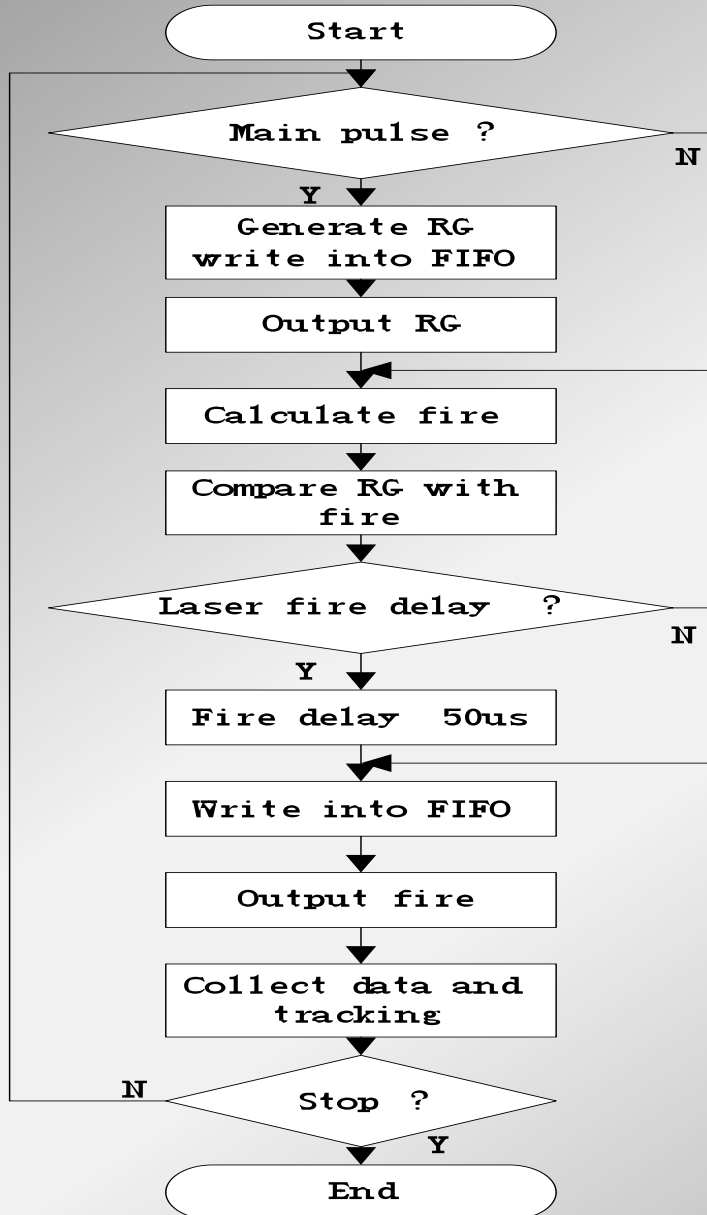 Start
Main pulse ?
N
Y
Generate RG
write into FIFO
Output RG
Calculate fire
Compare RG with
fire
Laser fire delay ?
N
Y
Fire delay 50us
Write into FIFO
Output fire
Collect data and
tracking
N
Stop ?
Y
End